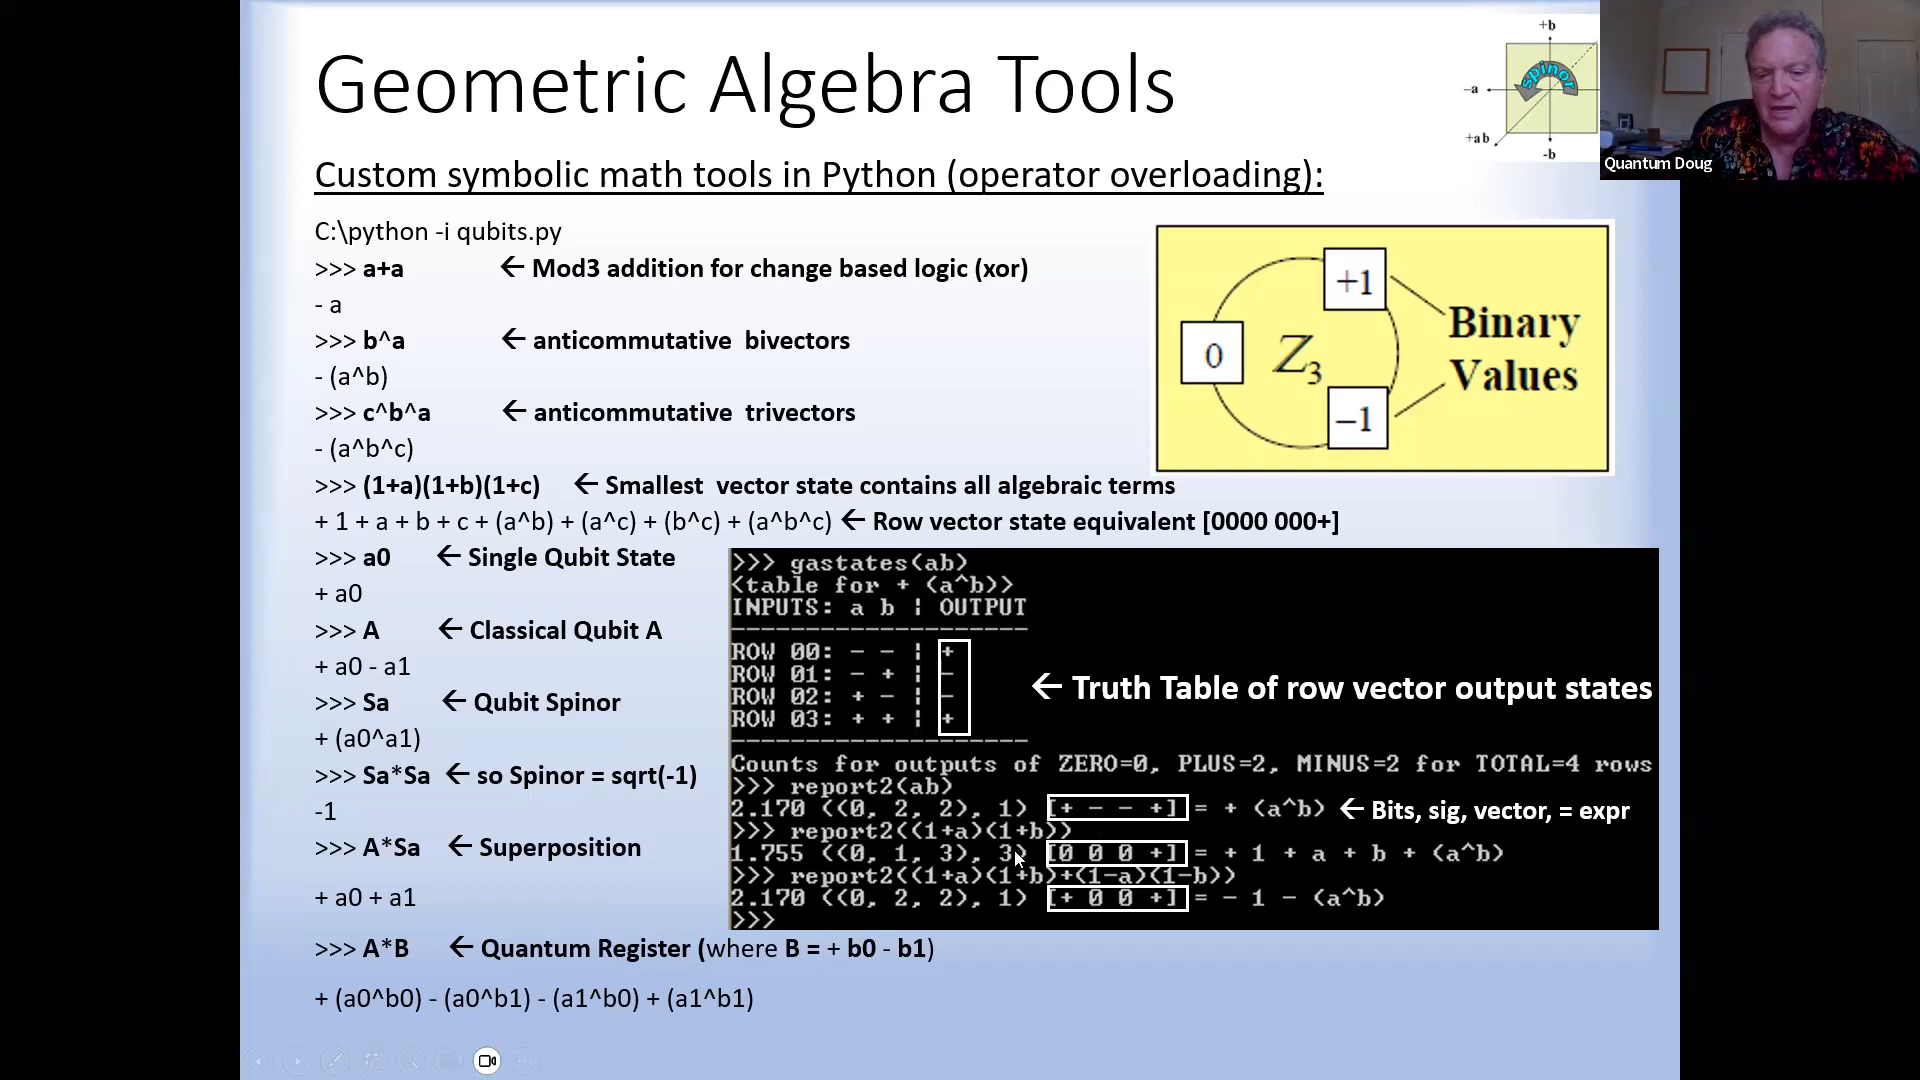 Geometric Algebra Tools
+b
spinor
-a
+ab
-b
Quantum Doug
Custom symbolic math tools in Python (operator overloading):
C:\python -i qubits.py
>>> a+a ← Mod3 addition for change based logic (xor)
- a
>>> b^a ← anticommutative bivectors
- (a^b)
>>> c^b^a ← anticommutative trivectors
- (a^b^c)
+1
0
Z3
-1
Binary
Values
>>> (1+a)(1+b)(1+c) ← Smallest vector state contains all algebraic terms
+ 1 + a + b + c + (a^b) + (a^c) + (b^c) + (a^b^c) ← Row vector state equivalent [0000 000+]
>>> a0 ← Single Qubit State
+ a0
>>> A ← Classical Qubit A
+ a0 - a1
>>> Sa ← Qubit Spinor
+ (a0^a1)
>>> Sa*Sa ← so Spinor = sqrt(-1)
-1
>>> A*Sa ← Superposition
+ a0 + a1
>>> A*B ← Quantum Register (where B = + b0 - b1)
+ (a0^b0) - (a0^b1) - (a1^b0) + (a1^b1)
>>> gastates(ab)
<table for + (a^b)>
INPUTS: a b | OUTPUT
--------------------
ROW 00: - - | +
ROW 01: - + | -
ROW 02: + - | -
ROW 03: + + | +
--------------------
← Truth Table of row vector output states
Counts for outputs of ZERO=0, PLUS=2, MINUS=2 for TOTAL=4 rows
>>> report2(ab)
2.170 ((0, 2, 2), 1) [+ - - +] = + (a^b) ← Bits, sig, vector, = expr
>>> report2((1+a)(1+b))
1.755 ((0, 1, 3), 3) [0 0 0 +] = + 1 + a + b + (a^b)
>>> report2((1+a)(1+b)+(1-a)(1-b))
2.170 ((0, 2, 2), 1) [+ 0 0 +] = - 1 - (a^b)
>>>